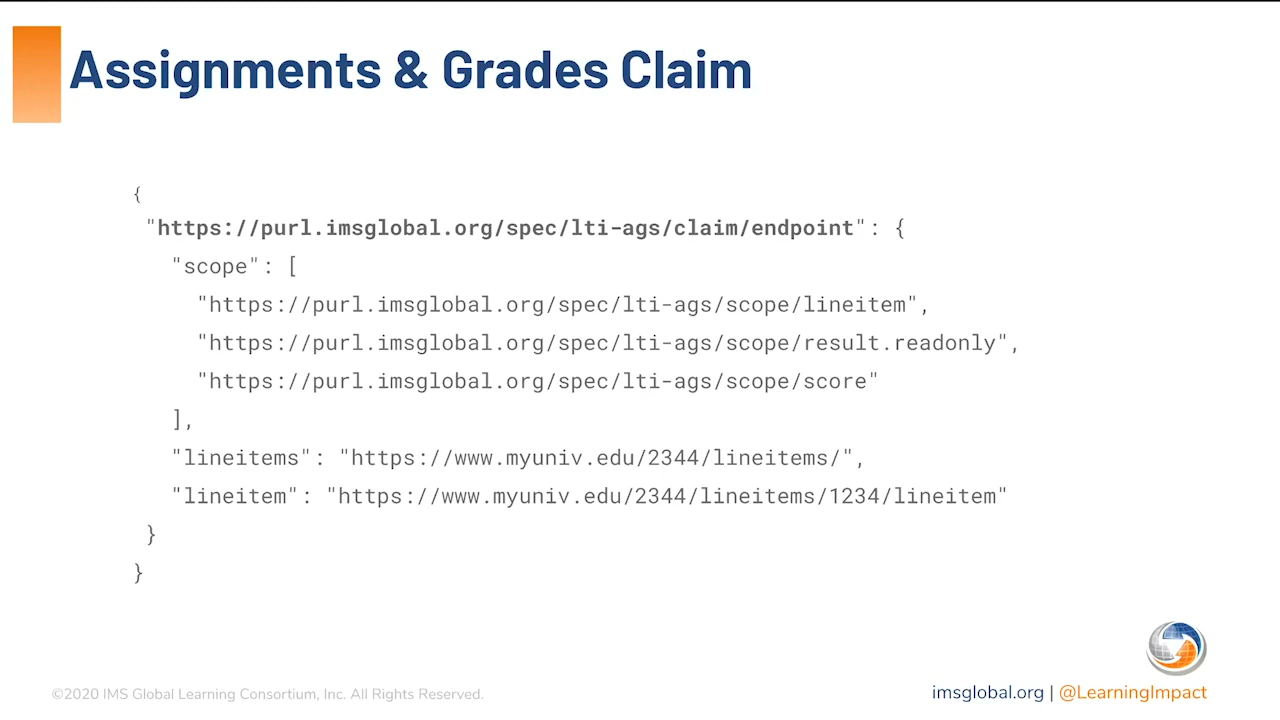 Assignments & Grades Claim
{
"https://purl.imsglobal.org/spec/lti-ags/claim/endpoint": {
"scope": [
"https://purl.imsglobal.org/spec/lti-ags/scope/lineitem",
"https://purl.imsglobal.org/spec/lti-ags/scope/result.readonly",
"https://purl.imsglobal.org/spec/lti-ags/scope/score"
],
"lineitems": "https://www.myuniv.edu/2344/lineitems/",
"lineitem": "https://www.myuniv.edu/2344/lineitems/1234/lineitem"
}
}
©2020 IMS Global Learning Consortium, Inc. All Rights Reserved.
imsglobal.org | @LearningImpact